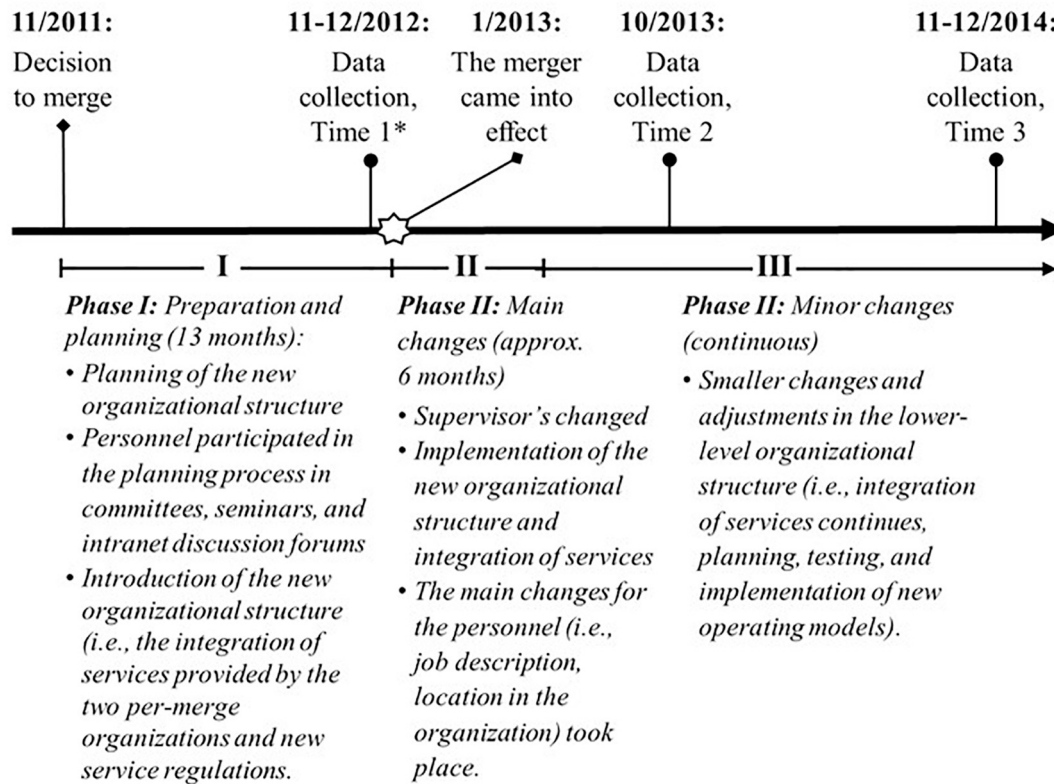 11/2011:
Decision
to merge
11-12/2012:
Data
collection,
Time 1*
1/2013:
The merger
came into
effect
10/2013:
Data
collection,
Time 2
11-12/2014:
Data
collection,
Time 3
I
II
III
Phase I: Preparation and
planning (13 months):
• Planning of the new
organizational structure
• Personnel participated in
the planning process in
committees, seminars, and
intranet discussion forums
• Introduction of the new
organizational structure
(i.e., the integration of
services provided by the
two per-merge
organizations and new
service regulations.
Phase II: Main
changes (approx.
6 months)
• Supervisor's changed
• Implementation of the
new organizational
structure and
integration of services
• The main changes for
the personnel (i.e.,
job description,
location in the
organization) took
place.
Phase II: Minor changes
(continuous)
• Smaller changes and
adjustments in the lower-
level organizational
structure (i.e., integration
of services continues,
planning, testing, and
implementation of new
operating models).